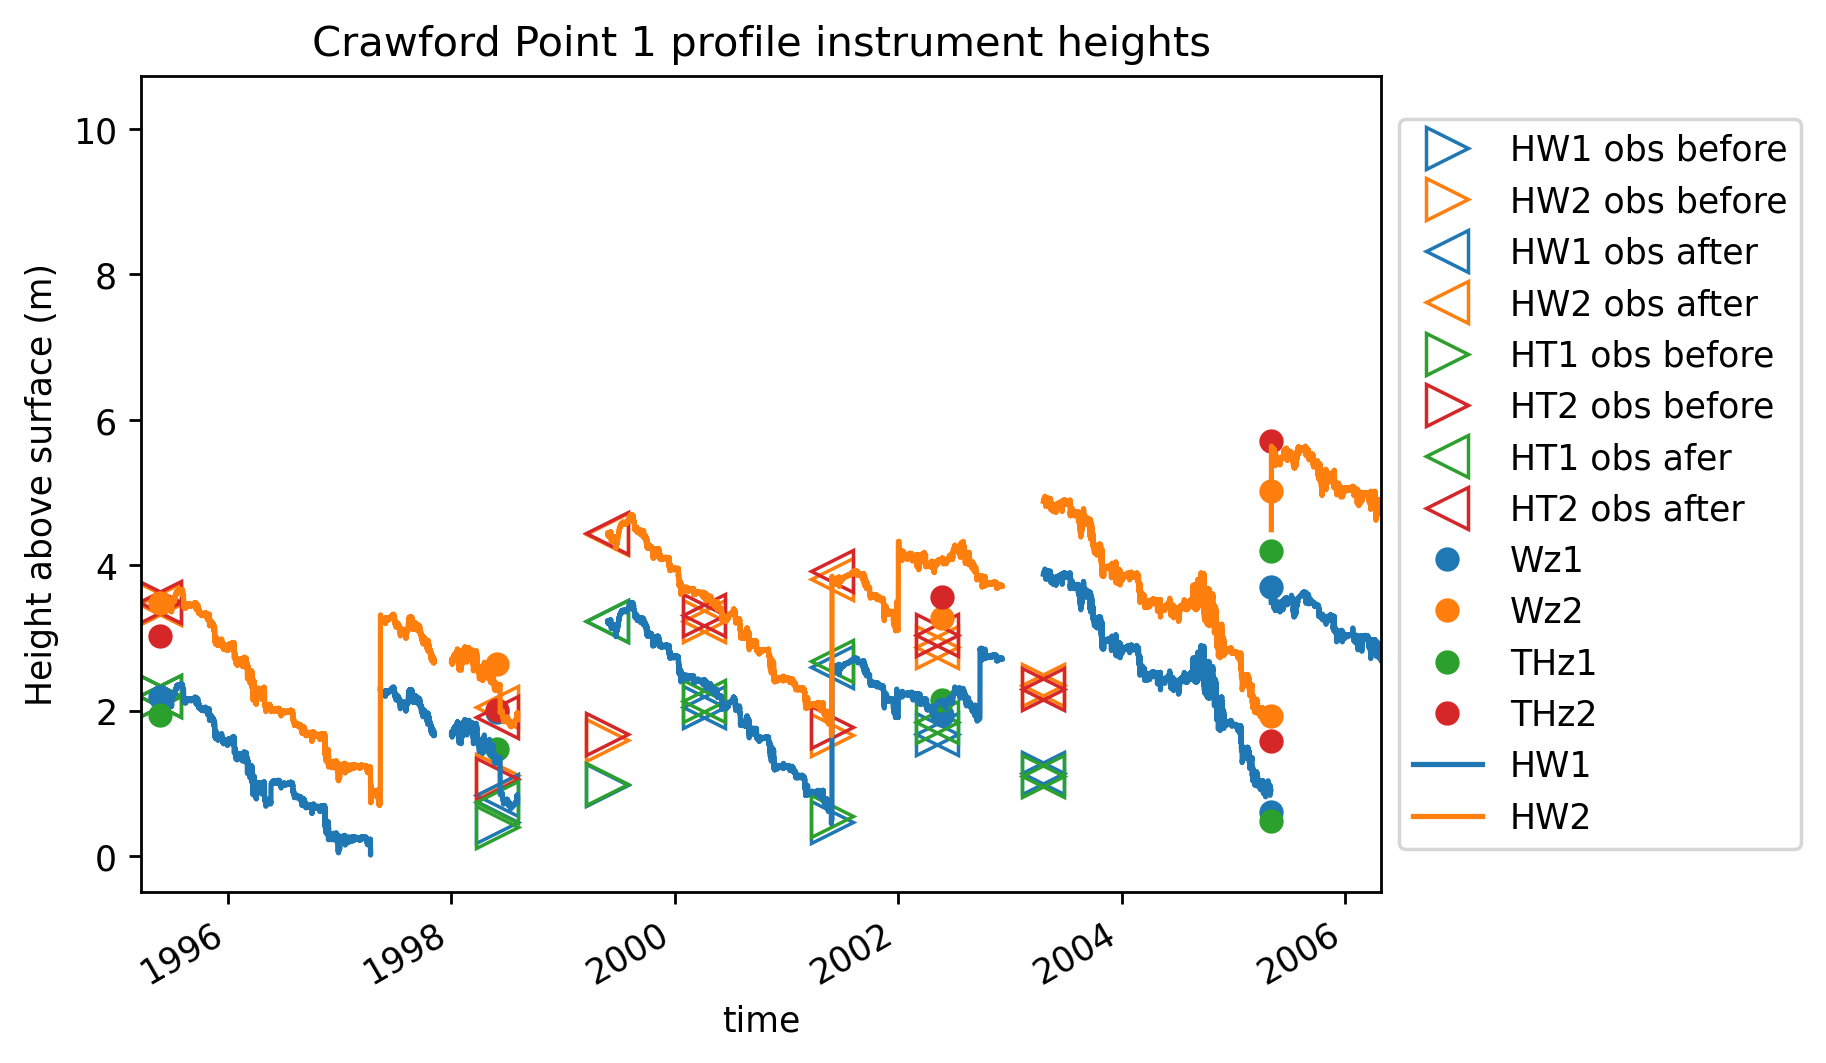 Crawford Point 1 profile instrument heights
Height above surface (m)
10
8
6
4
2
0
1996
1998
2000
2002
2004
2006
time
HW1 obs before
HW2 obs before
HW1 obs after
HW2 obs after
HT1 obs before
HT2 obs before
HT1 obs afer
HT2 obs after
Wz1
Wz2
THz1
THz2
HW1
HW2